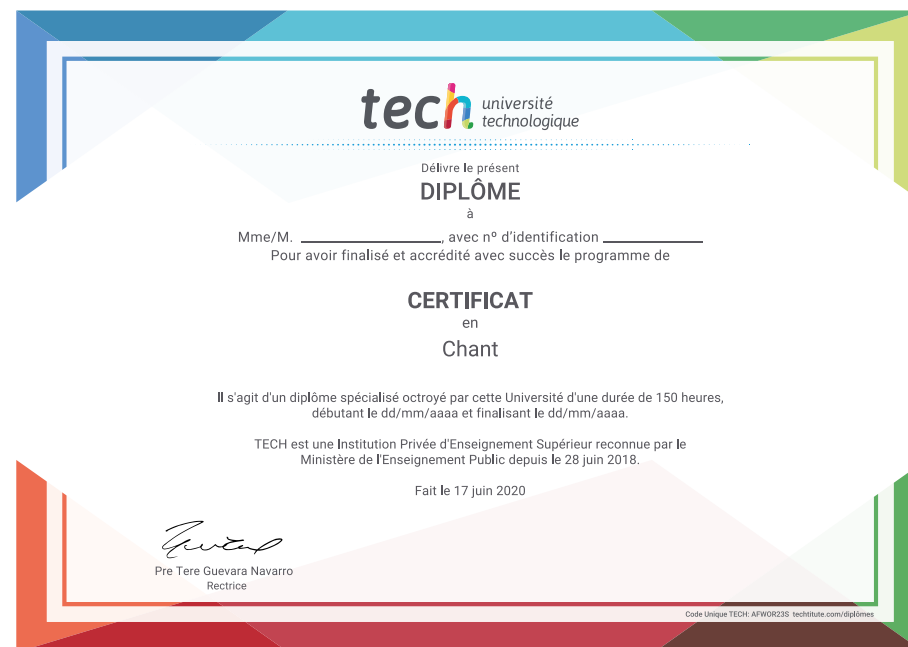 tech université
technologique
Délivre le présent
DIPLÔME
à
Mme/M. ____________________, avec nº d'identification ______________
Pour avoir finalisé et accrédité avec succès le programme de
CERTIFICAT
en
Chant
Il s'agit d'un diplôme spécialisé octroyé par cette Université d'une durée de 150 heures,
débutant le dd/mm/aaaa et finalisant le dd/mm/aaaa.
TECH est une Institution Privée d'Enseignement Supérieur reconnue par le
Ministère de l'Enseignement Public depuis le 28 juin 2018.
Fait le 17 juin 2020
Pre Tere Guevara Navarro
Rectrice
Code Unique TECH: AFWOR23S techtitute.com/diplômes